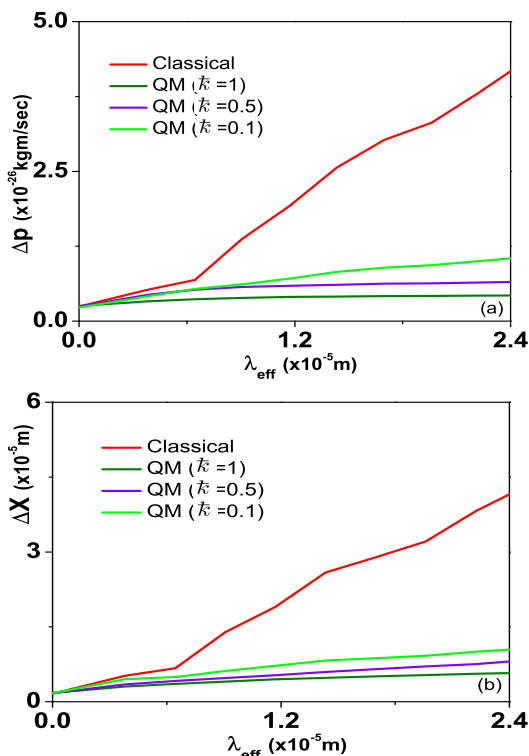 5.0
Classical
QM (ƛ=1)
QM (ƛ=0.5)
QM (ƛ=0.1)
2.5
Δp (x10⁻²⁶kgm/sec)
0.0
(a)
0.0
1.2
2.4
λeff (x10⁻⁵m)
6
Classical
QM (ƛ=1)
QM (ƛ=0.5)
QM (ƛ=0.1)
ΔX (x10⁻⁵m)
3
0
(b)
0.0
1.2
2.4
λeff (x10⁻⁵m)